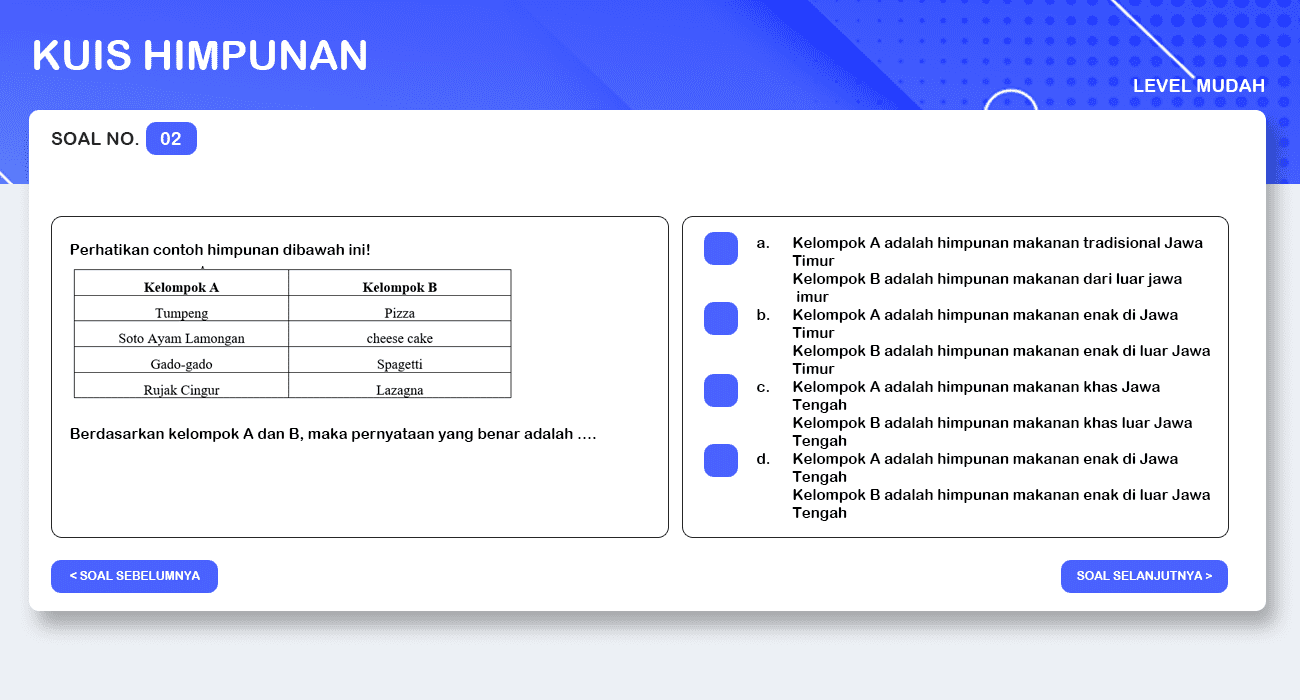 KUIS HIMPUNAN
LEVEL MUDAH
SOAL NO. 02
Perhatikan contoh himpunan dibawah ini!
Kelompok A Kelompok B
Tumpeng Pizza
Soto Ayam Lamongan cheese cake
Gado-gado Spagetti
Rujak Cingur Lazagna
Berdasarkan kelompok A dan B, maka pernyataan yang benar adalah ....
a. Kelompok A adalah himpunan makanan tradisional Jawa
Timur
Kelompok B adalah himpunan makanan dari luar jawa
imur
b. Kelompok A adalah himpunan makanan enak di Jawa
Timur
Kelompok B adalah himpunan makanan enak di luar Jawa
Timur
c. Kelompok A adalah himpunan makanan khas Jawa
Tengah
Kelompok B adalah himpunan makanan khas luar Jawa
Tengah
d. Kelompok A adalah himpunan makanan enak di Jawa
Tengah
Kelompok B adalah himpunan makanan enak di luar Jawa
Tengah
< SOAL SEBELUMNYA
SOAL SELANJUTNYA >